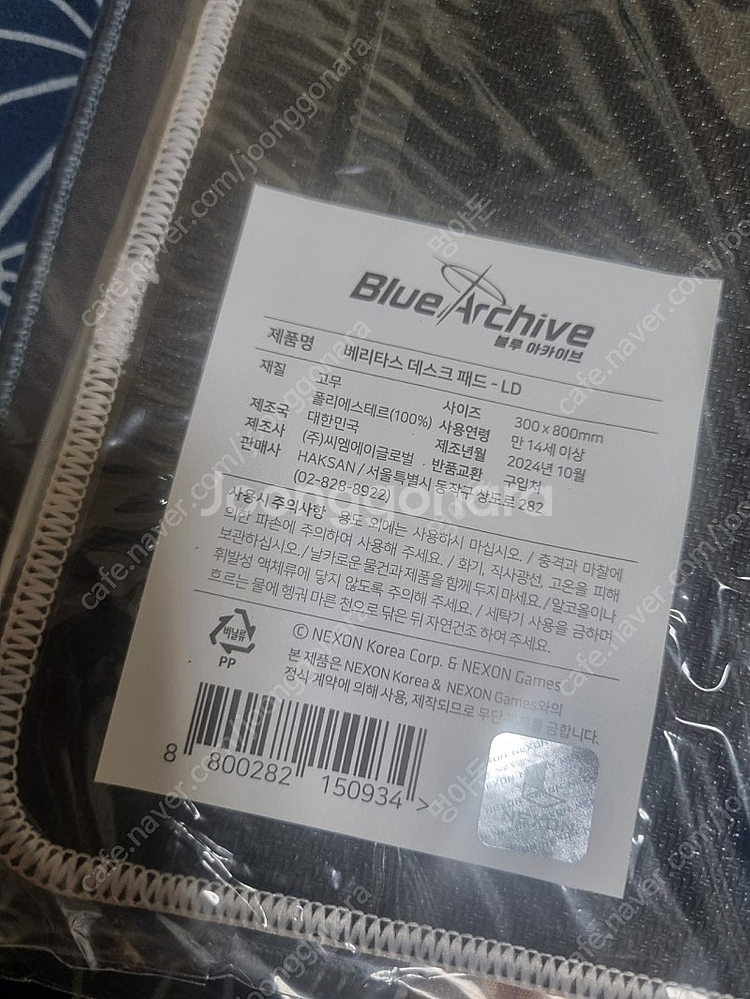 Blue Archive
블루 아카이브
제품명 베리타스 데스크 패드 - LD
재질 고무 사이즈 300 x 800mm
폴리에스테르(100%) 사용연령 만 14세 이상
제조국 대한민국 제조년월 2024년 10월
제조사 (주)씨엠에이글로벌 반품교환 구입처
판매사 HAKSAN / 서울특별시 동작구 상도로 282
(02-828-8922)
사용시 주의사항 용도 외에는 사용하지 마십시오. / 충격과 마찰에
의한 파손에 주의하여 사용해 주세요. / 화기, 직사광선, 고온을 피해
보관하십시오. / 날카로운 물건과 제품을 함께 두지 마세요. / 알코올이나
휘발성 액체류에 닿지 않도록 주의해 주세요. / 세탁기 사용을 금하며
흐르는 물에 헹궈 마른 천으로 닦은 뒤 자연건조 하여 주세요.
비닐류
PP
© NEXON Korea Corp. & NEXON Games
본 제품은 NEXON Korea & NEXON Games와의
정식 계약에 의해 사용, 제작되므로 무단 복제를 금합니다.
8 800282 150934 >
NEXON
Joonggonara
멍이돈
cafe.naver.com/joonggonara